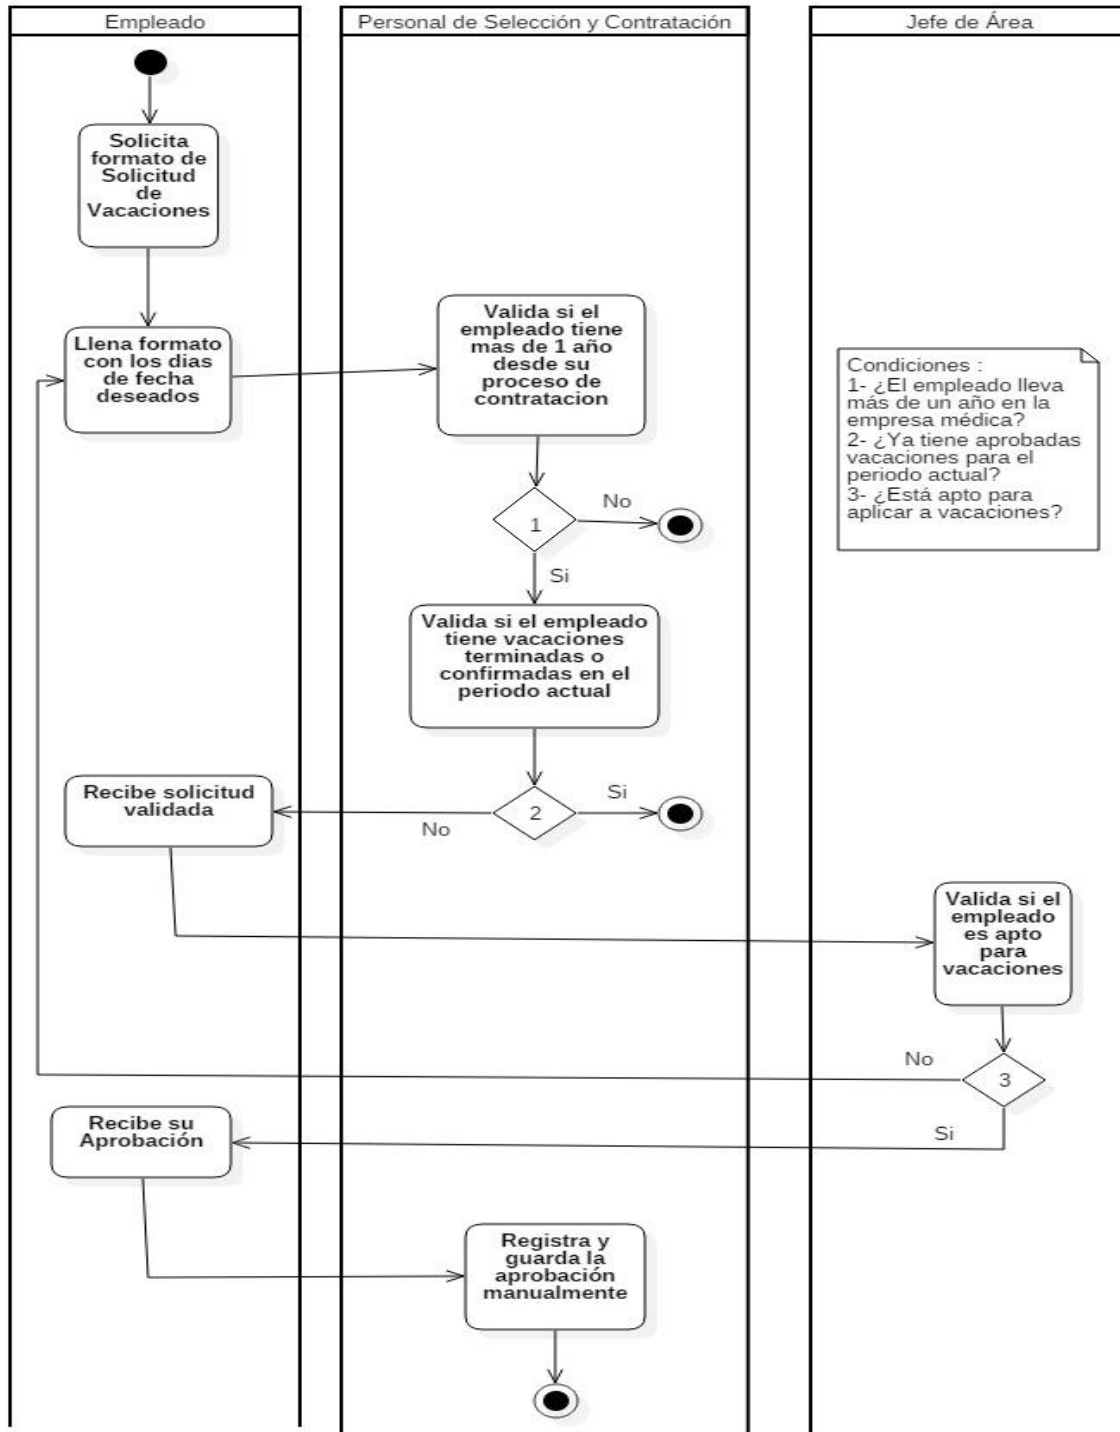 Empleado
Personal de Selección y Contratación
Jefe de Área
Solicita
formato de
Solicitud
de
Vacaciones
Llena formato
con los dias
de fecha
deseados
Valida si el
empleado tiene
mas de 1 año
desde su
proceso de
contratacion
Condiciones :
1- ¿El empleado lleva
más de un año en la
empresa médica?
2- ¿Ya tiene aprobadas
vacaciones para el
periodo actual?
3- ¿Está apto para
aplicar a vacaciones?
1
No
Si
Valida si el empleado
tiene vacaciones
terminadas o
confirmadas en el
periodo actual
Recibe solicitud
validada
2
Si
No
Valida si el
empleado
es apto
para
vacaciones
No
3
Si
Recibe su
Aprobación
Registra y
guarda la
aprobación
manualmente